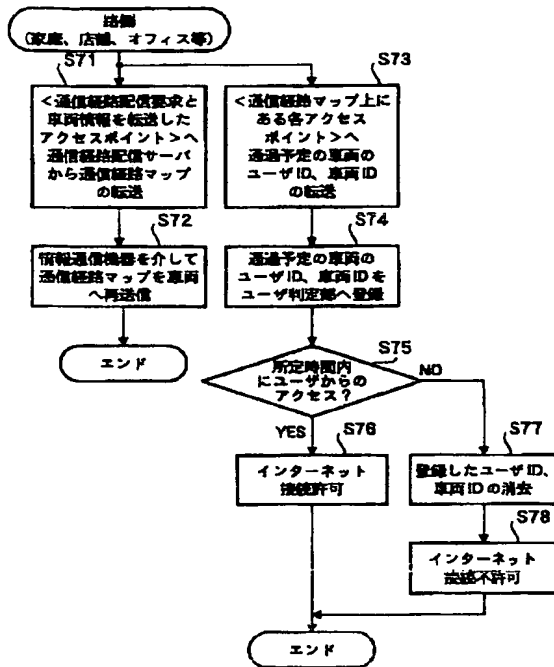 路側
(家庭、店舗、オフィス等)
S71
<通信経路配信要求と
車両情報を転送した
アクセスポイント>へ
通信経路配信サーバ
から通信経路マップ
の転送
S72
情報通信機器を介して
通信経路マップを車両
へ再送信
エンド
S73
<通信経路マップ上に
ある各アクセス
ポイント>へ
通過予定の車両の
ユーザID、車両ID
の転送
S74
通過予定の車両の
ユーザID、車両IDを
ユーザ判定部へ登録
S75
所定時間内
にユーザからの
アクセス?
YES
NO
S76
インターネット
接続許可
S77
登録したユーザID、
車両IDの消去
S78
インターネット
接続不許可
エンド